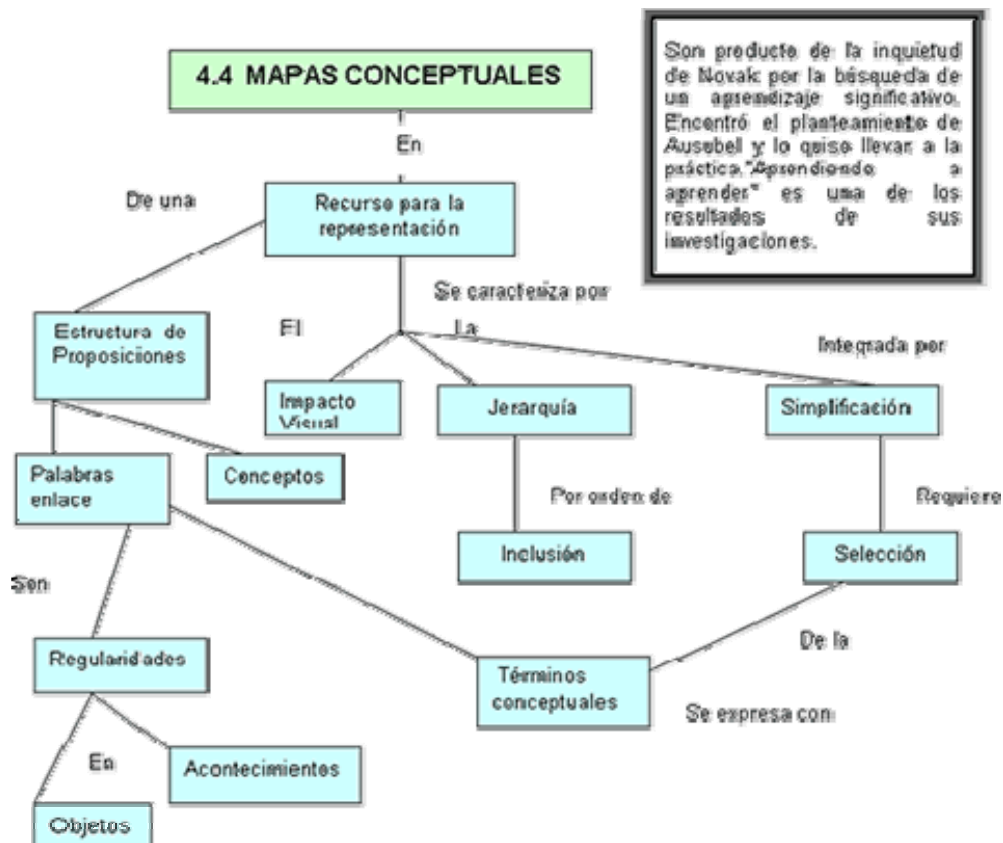 4.4 MAPAS CONCEPTUALES
Son producto de la inquietud
de Novak por la búsqueda de
un aprendizaje significativo.
Encontró el planteamiento de
Ausubel y lo quiso llevar a la
práctica."Aprendiendo a
aprender" es uma de los
resultados de sus
investigaciones.
En
De una
Recurso para la
representación
Se caracteriza por
El
La
Integrada por
Estructura de
Proposiciones
Impacto
Visual
Jerarquía
Simplificación
Palabras
enlace
Conceptos
Por orden de
Requiere
Inclusión
Selección
Son
De la
Regularidades
Términos
conceptuales
Se expresa con
En
Acontecimientos
Objetos